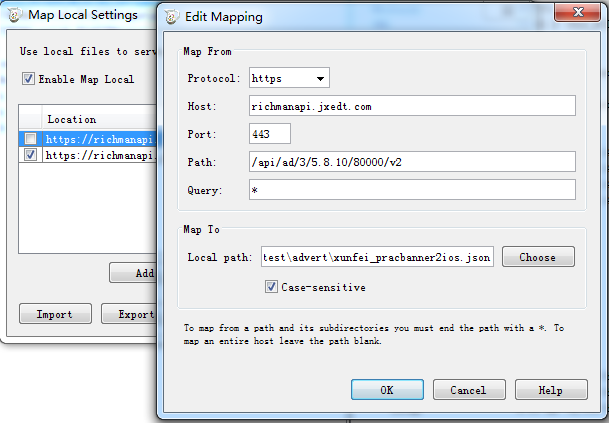 Map Local Settings
Use local files to serv
Enable Map Local
Location
https://richmanapi.
https://richmanapi.
Add
Import
Export
Edit Mapping
Map From
Protocol: https
Host: richmanapi.jxedt.com
Port: 443
Path: /api/ad/3/5.8.10/80000/v2
Query: *
Map To
Local path: test\advert\xunfei_pracbanner2ios.json
Choose
Case-sensitive
To map from a path and its subdirectories you must end the path with a *. To
map an entire host leave the path blank.
OK
Cancel
Help